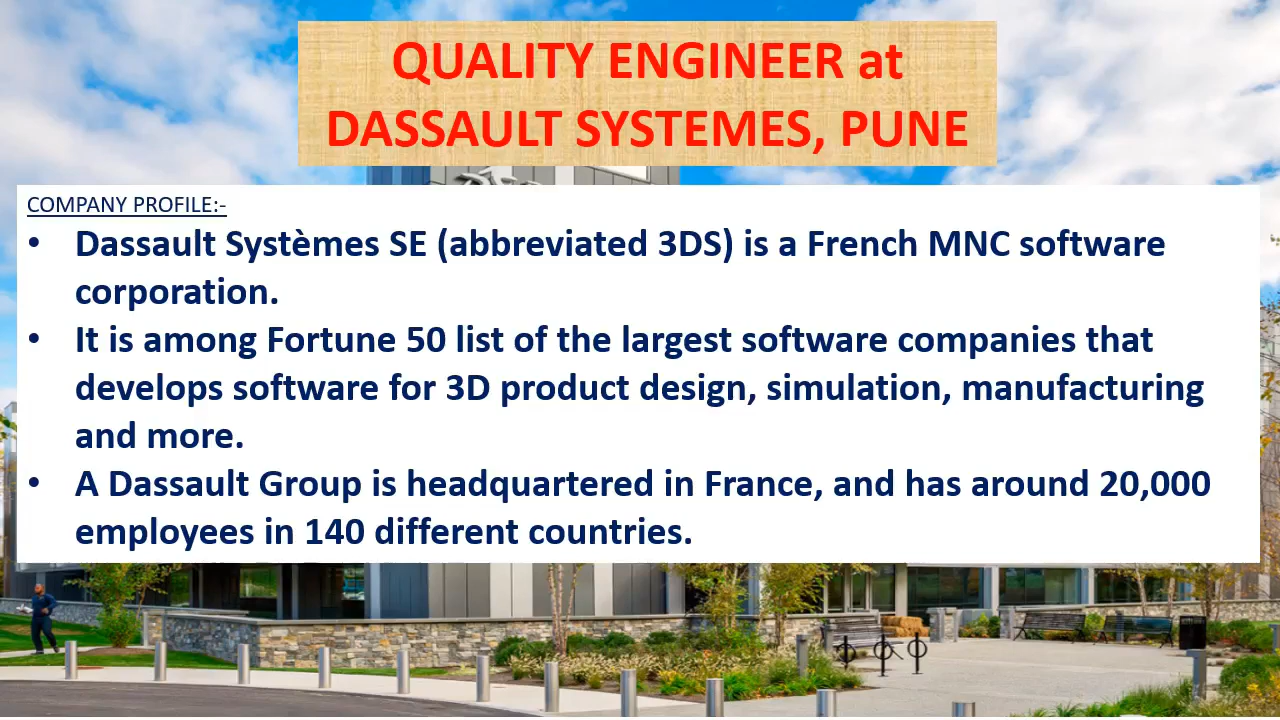 QUALITY ENGINEER at
DASSAULT SYSTEMES, PUNE
COMPANY PROFILE:-
• Dassault Systèmes SE (abbreviated 3DS) is a French MNC software
corporation.
• It is among Fortune 50 list of the largest software companies that
develops software for 3D product design, simulation, manufacturing
and more.
• A Dassault Group is headquartered in France, and has around 20,000
employees in 140 different countries.